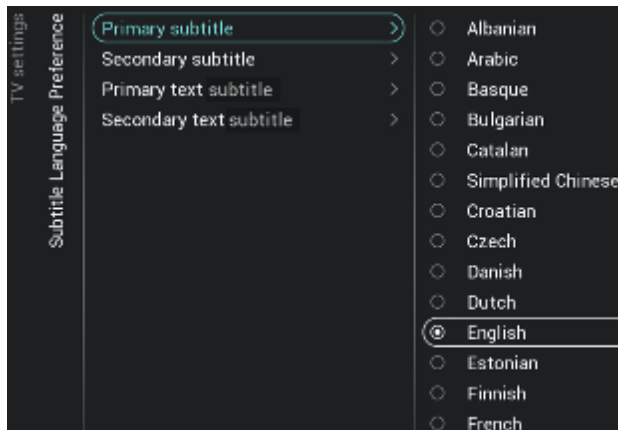 TV settings
Subtitle Language Preference
Primary subtitle
Secondary subtitle
Primary text subtitle
Secondary text subtitle
Albanian
Arabic
Basque
Bulgarian
Catalan
Simplified Chinese
Croatian
Czech
Danish
Dutch
English
Estonian
Finnish
French